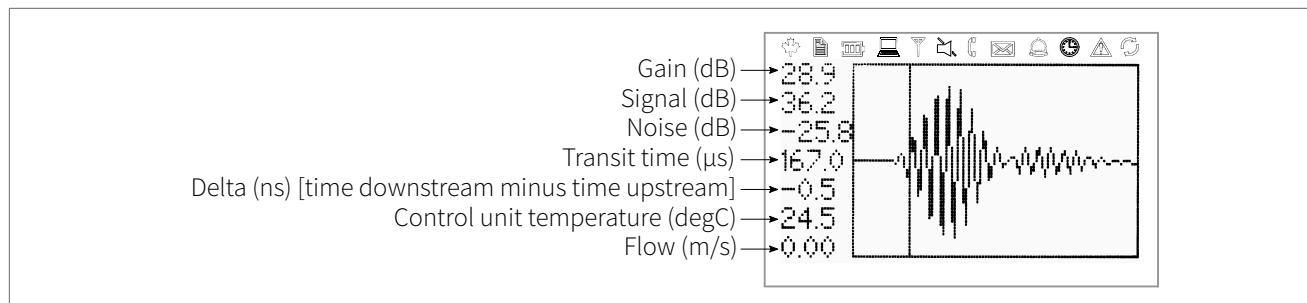 Gain (dB) 28.9
Signal (dB) 36.2
Noise (dB) -25.8
Transit time (µs) 167.0
Delta (ns) [time downstream minus time upstream] -0.5
Control unit temperature (degC) 24.5
Flow (m/s) 0.00